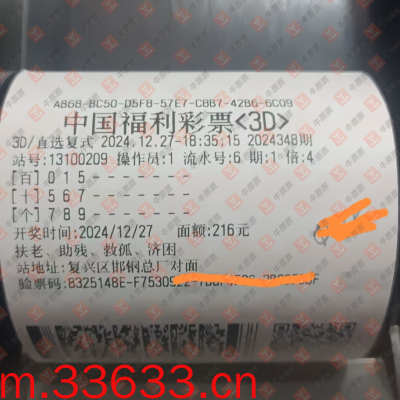 A868-BC50-D5F8-57E7-CBB7-42BG-6C09
中国福利彩票<3D>
3D/直选复式 2024.12.27-18:35:15 2024348期
站号:13100209 操作员:1 流水号:6 期:1 倍:4
[百]015-------
[十]567-------
[个]789-------
开奖时间:2024/12/27 面额:216元
扶老、助残、救孤、济困
站地址:复兴区邯钢总厂对面
验票码:8325148E-F75309
m.33633.cn